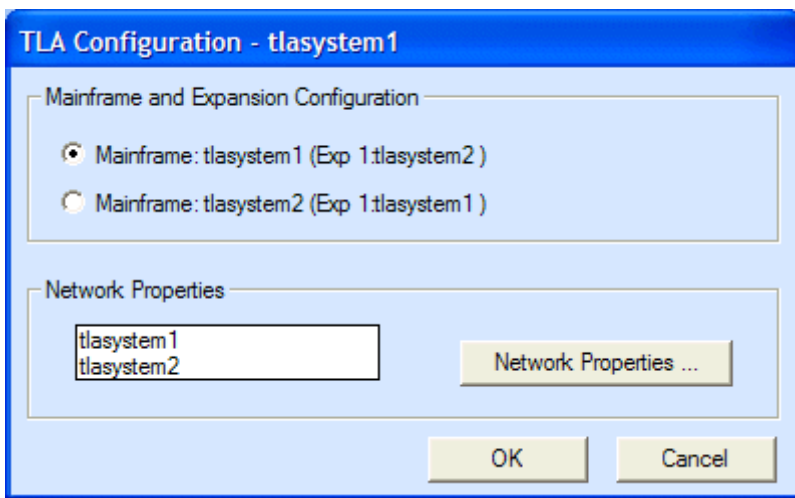 TLA Configuration - tlasystem1
Mainframe and Expansion Configuration
Mainframe: tlasystem1 (Exp 1:tlasystem2 )
Mainframe: tlasystem2 (Exp 1:tlasystem1 )
Network Properties
tlasystem1
tlasystem2
Network Properties ...
OK
Cancel